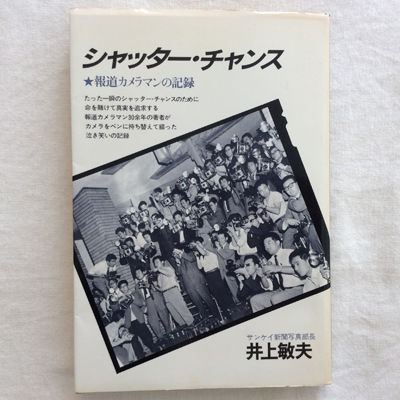 シャッター・チャンス
★報道カメラマンの記録
たった一瞬のシャッター・チャンスのために
命を賭けて真実を追求する
報道カメラマン30余年の著者が
カメラをペンに持ち替えて綴った
泣き笑いの記録
サンケイ新聞写真部長
井上敏夫